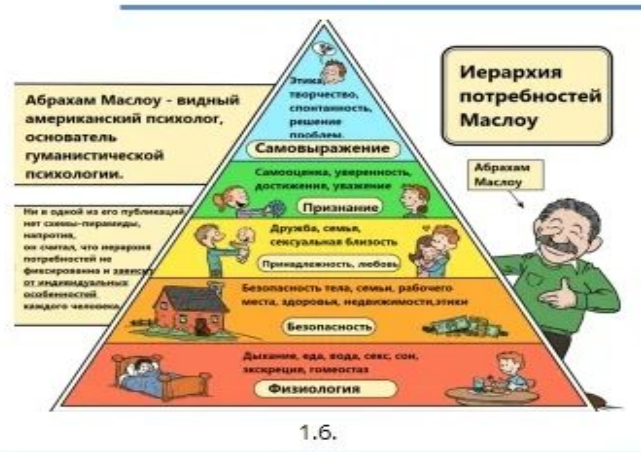 Иерархия
потребностей
Маслоу
Абрахам Маслоу - видный
американский психолог,
основатель
гуманистической
психологии.
Ни в одной из его публикаций
нет схемы-пирамиды,
напротив,
он считал, что иерархия
потребностей не
фиксирована и зависит
от индивидуальных
особенностей
каждого человека.
Этика,
творчество,
спонтанность,
решение
проблем.
Самовыражение
Самооценка, уверенность,
достижения, уважение
Признание
Дружба, семья,
сексуальная близость
Принадлежность, любовь
Безопасность тела, семьи, рабочего
места, здоровья, недвижимости,этики
Безопасность
Дыхание, еда, вода, секс, сон,
экскреция, гомеостаз
Физиология
Абрахам
Маслоу
1.6.